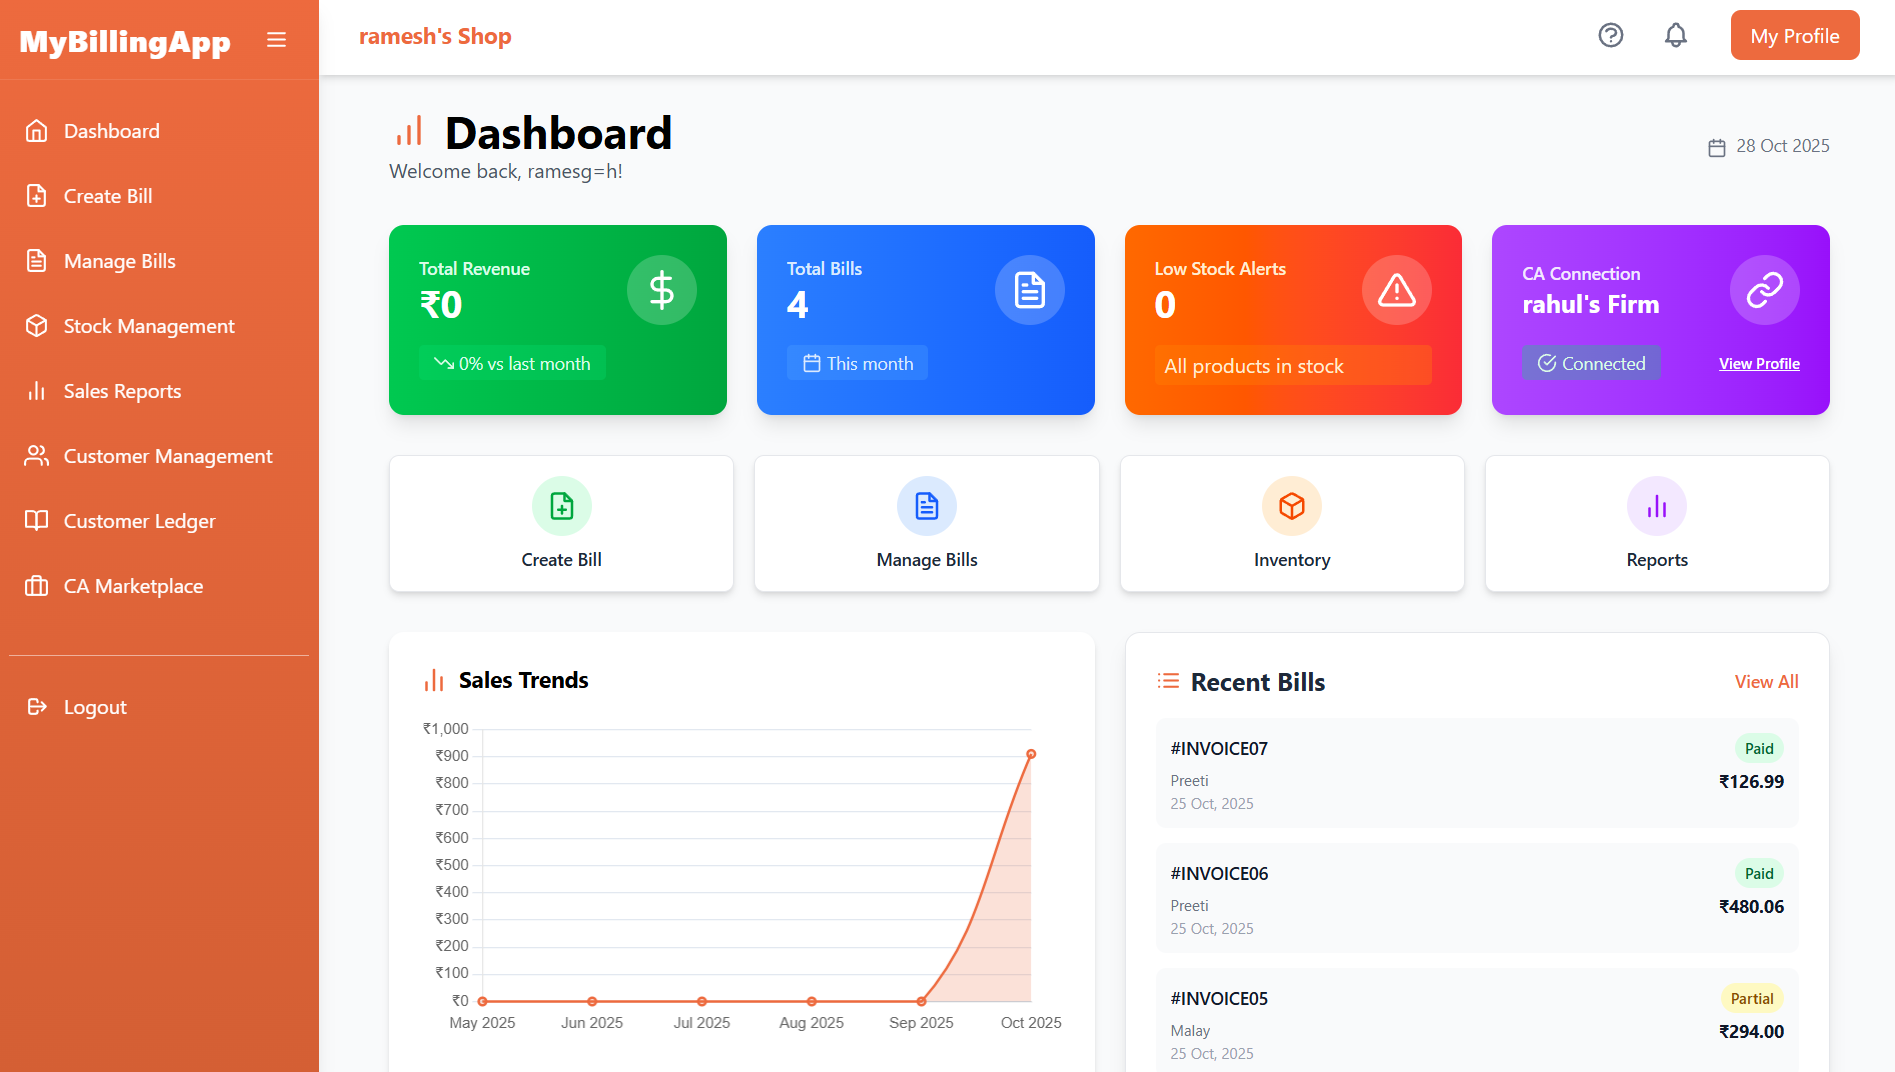 MyBillingApp
Dashboard
Create Bill
Manage Bills
Stock Management
Sales Reports
Customer Management
Customer Ledger
CA Marketplace
Logout
ramesh's Shop
My Profile
Dashboard
Welcome back, ramesg=h!
28 Oct 2025
Total Revenue
₹0
0% vs last month
Total Bills
4
This month
Low Stock Alerts
0
All products in stock
CA Connection
rahul's Firm
Connected
View Profile
Create Bill
Manage Bills
Inventory
Reports
Sales Trends
₹1,000
₹900
₹800
₹700
₹600
₹500
₹400
₹300
₹200
₹100
₹0
May 2025 Jun 2025 Jul 2025 Aug 2025 Sep 2025 Oct 2025
Recent Bills
View All
#INVOICE07
Paid
Preeti
₹126.99
25 Oct, 2025
#INVOICE06
Paid
Preeti
₹480.06
25 Oct, 2025
#INVOICE05
Partial
Malay
₹294.00
25 Oct, 2025